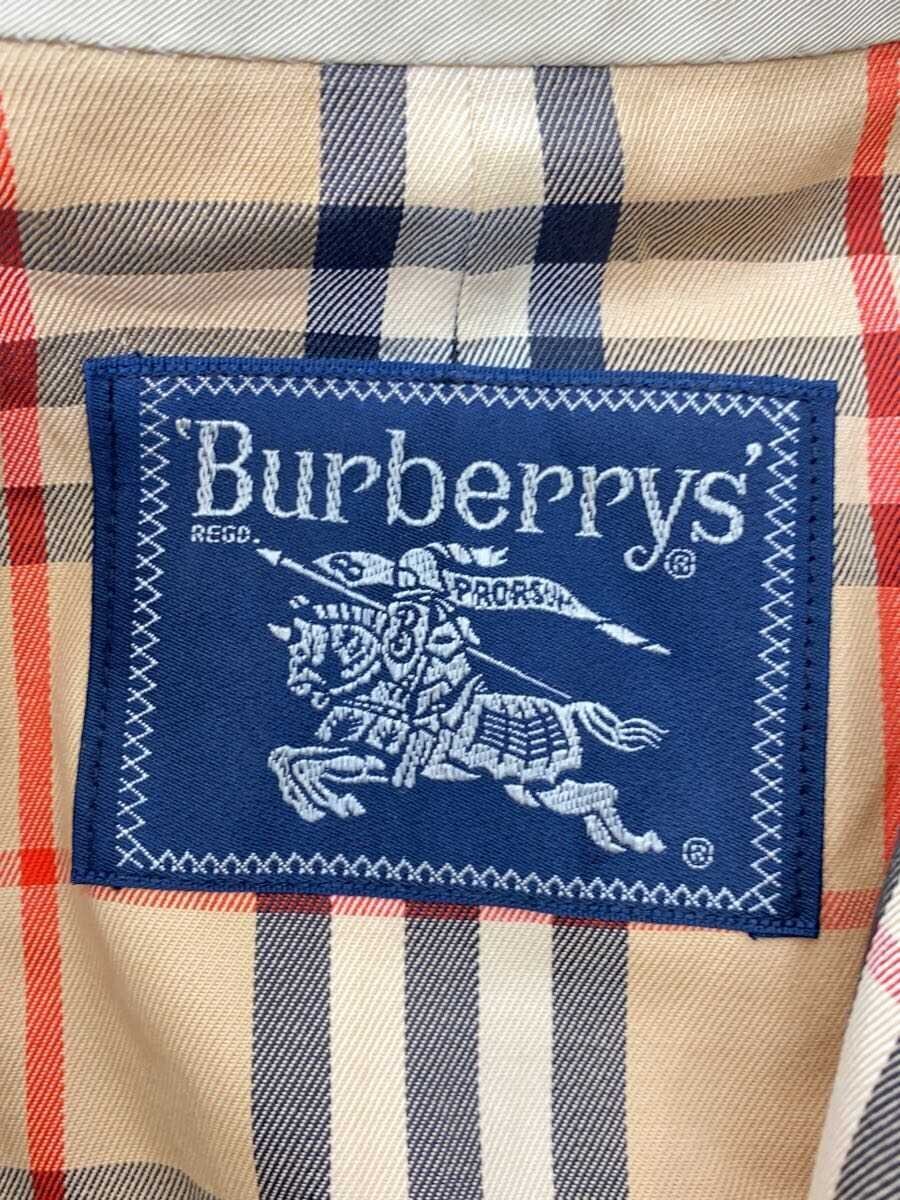 'Burberrys'
REGD. ®
B PRORSUM
B
®